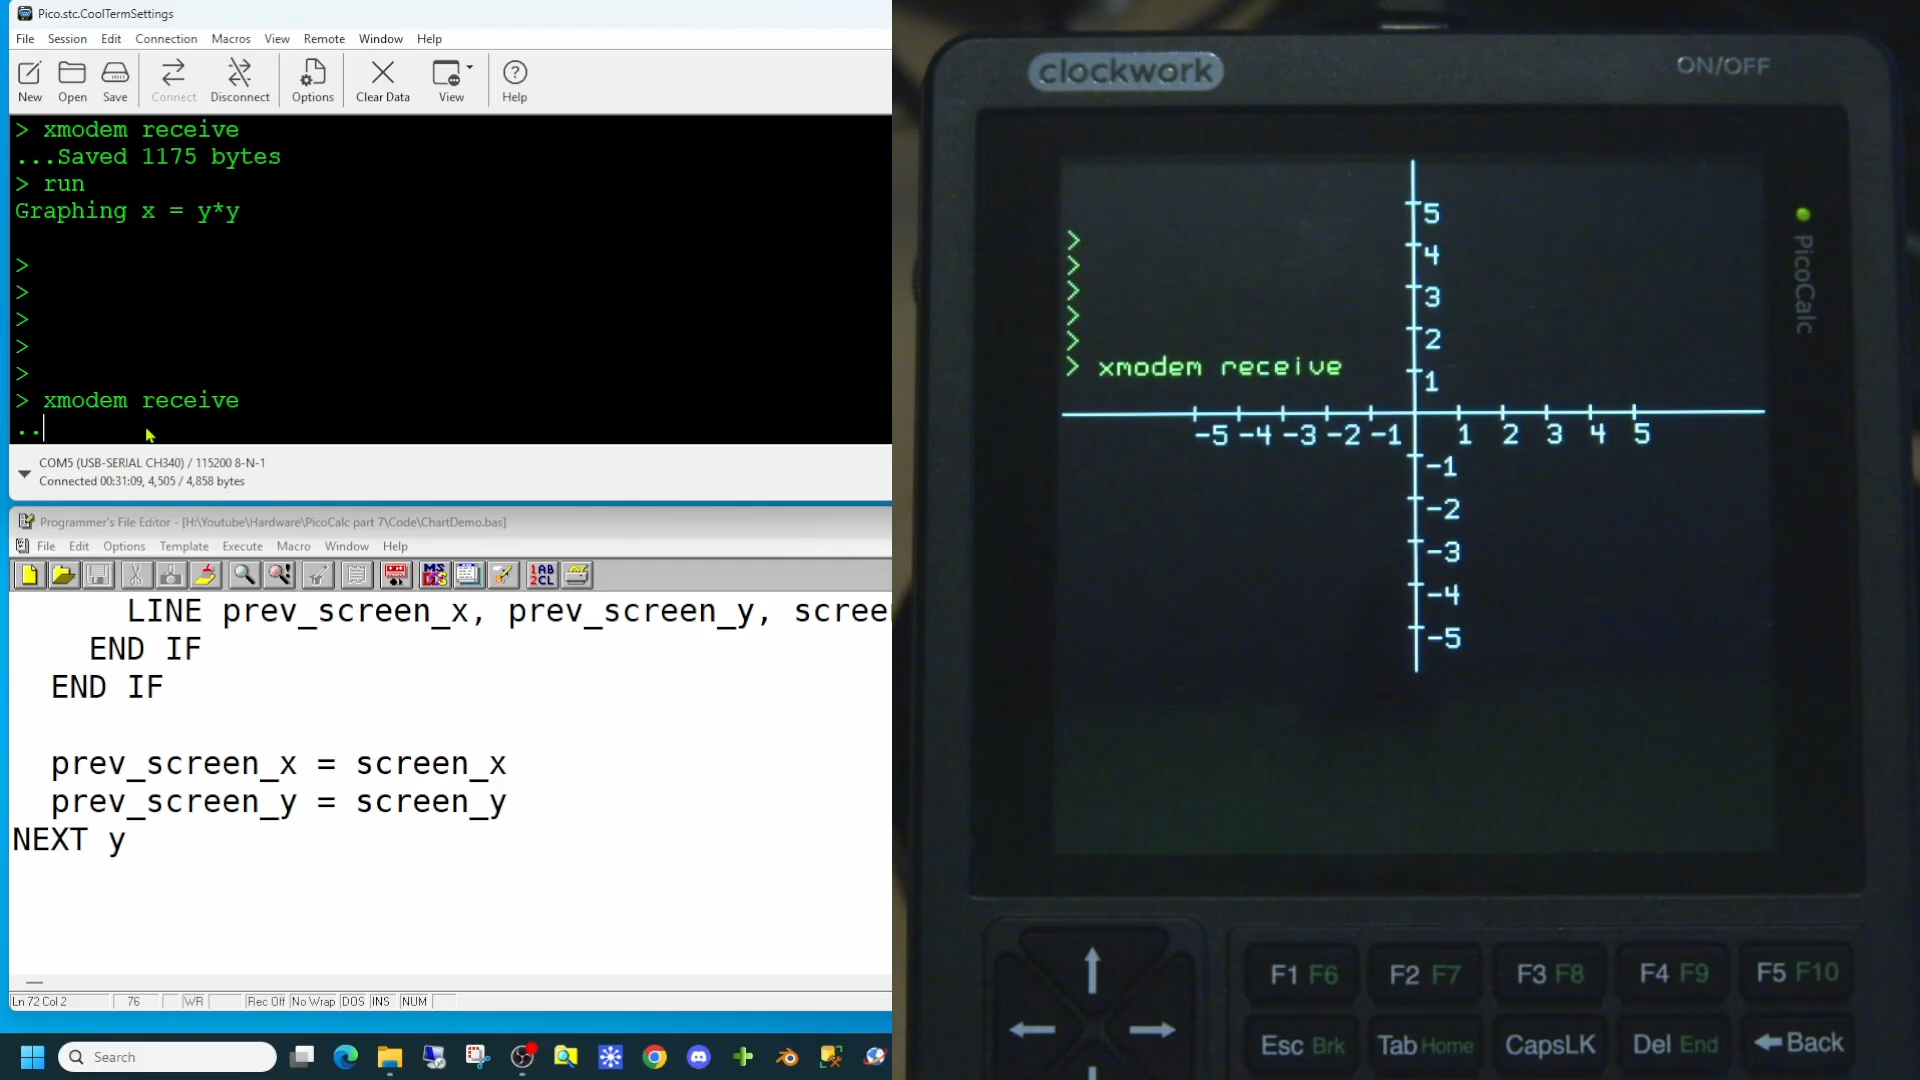 Pico.stc.CoolTermSettings
File Session Edit Connection Macros View Remote Window Help
New Open Save Connect Disconnect Options Clear Data View Help
> xmodem receive
...Saved 1175 bytes
> run
Graphing x = y*y
>
>
>
>
>
> xmodem receive
..
COM5 (USB-SERIAL CH340) / 115200 8-N-1
Connected 00:31:09, 4,505 / 4,858 bytes
Programmer's File Editor - [H:\Youtube\Hardware\PicoCalc part 7\Code\ChartDemo.bas]
File Edit Options Template Execute Macro Window Help
LINE prev_screen_x, prev_screen_y, scree
END IF
END IF
prev_screen_x = screen_x
prev_screen_y = screen_y
NEXT y
Ln 72 Col 2 76 WR Rec Off No Wrap DOS INS NUM
Search
clockwork
ON/OFF
PicoCalc
5
>
4
>
>
3
>
2
>
> xmodem receive
1
-5 -4 -3 -2 -1 1 2 3 4 5
-1
-2
-3
-4
-5
F1 F6 F2 F7 F3 F8 F4 F9 F5 F10
Esc Brk Tab Home CapsLK Del End Back